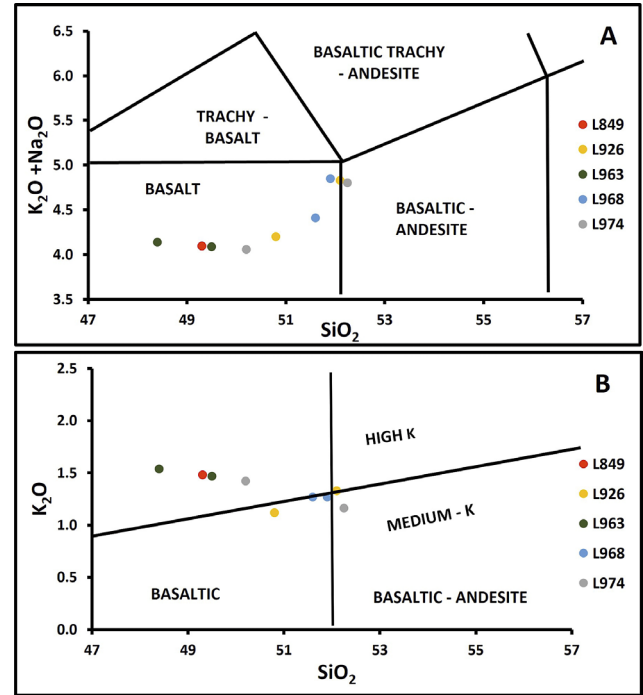 A
6.5
6.0
5.5
5.0
4.5
4.0
3.5
K2O +Na2O
BASALTIC TRACHY
- ANDESITE
TRACHY -
BASALT
BASALT
BASALTIC -
ANDESITE
L849
L926
L963
L968
L974
47 49 51 53 55 57
SiO2
B
2.5
2.0
1.5
1.0
0.5
0.0
K2O
HIGH K
MEDIUM - K
BASALTIC
BASALTIC - ANDESITE
L849
L926
L963
L968
L974
47 49 51 53 55 57
SiO2